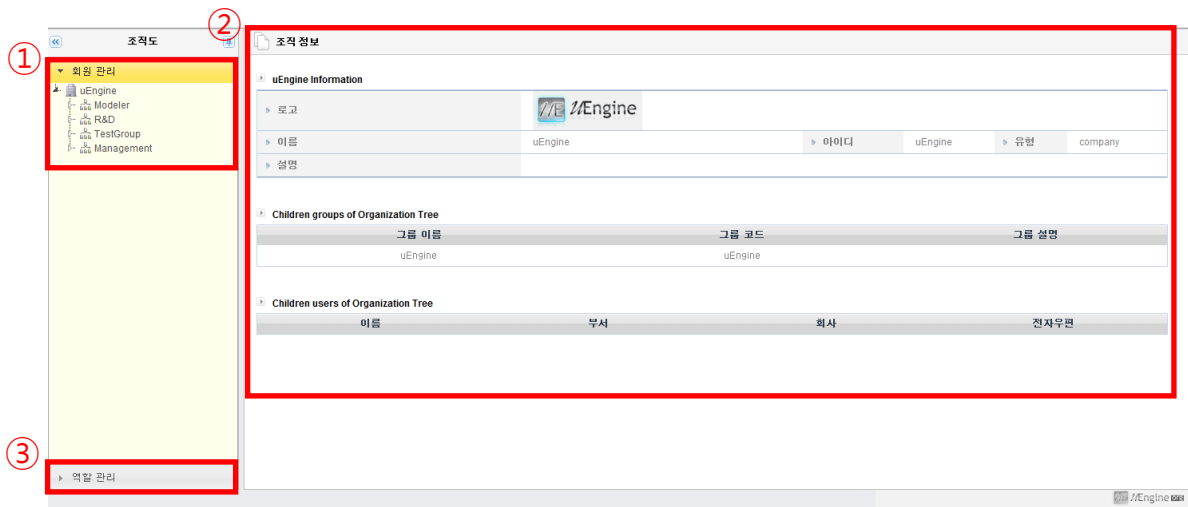 ②
①
조직도
조직 정보
회원 관리
uEngine
Modeler
R&D
TestGroup
Management
uEngine Information
로고
uEngine
이름 uEngine 아이디 uEngine 유형 company
설명
Children groups of Organization Tree
그룹 이름 그룹 코드 그룹 설명
uEngine uEngine
Children users of Organization Tree
이름 부서 회사 전자우편
③
역할 관리
uEngine